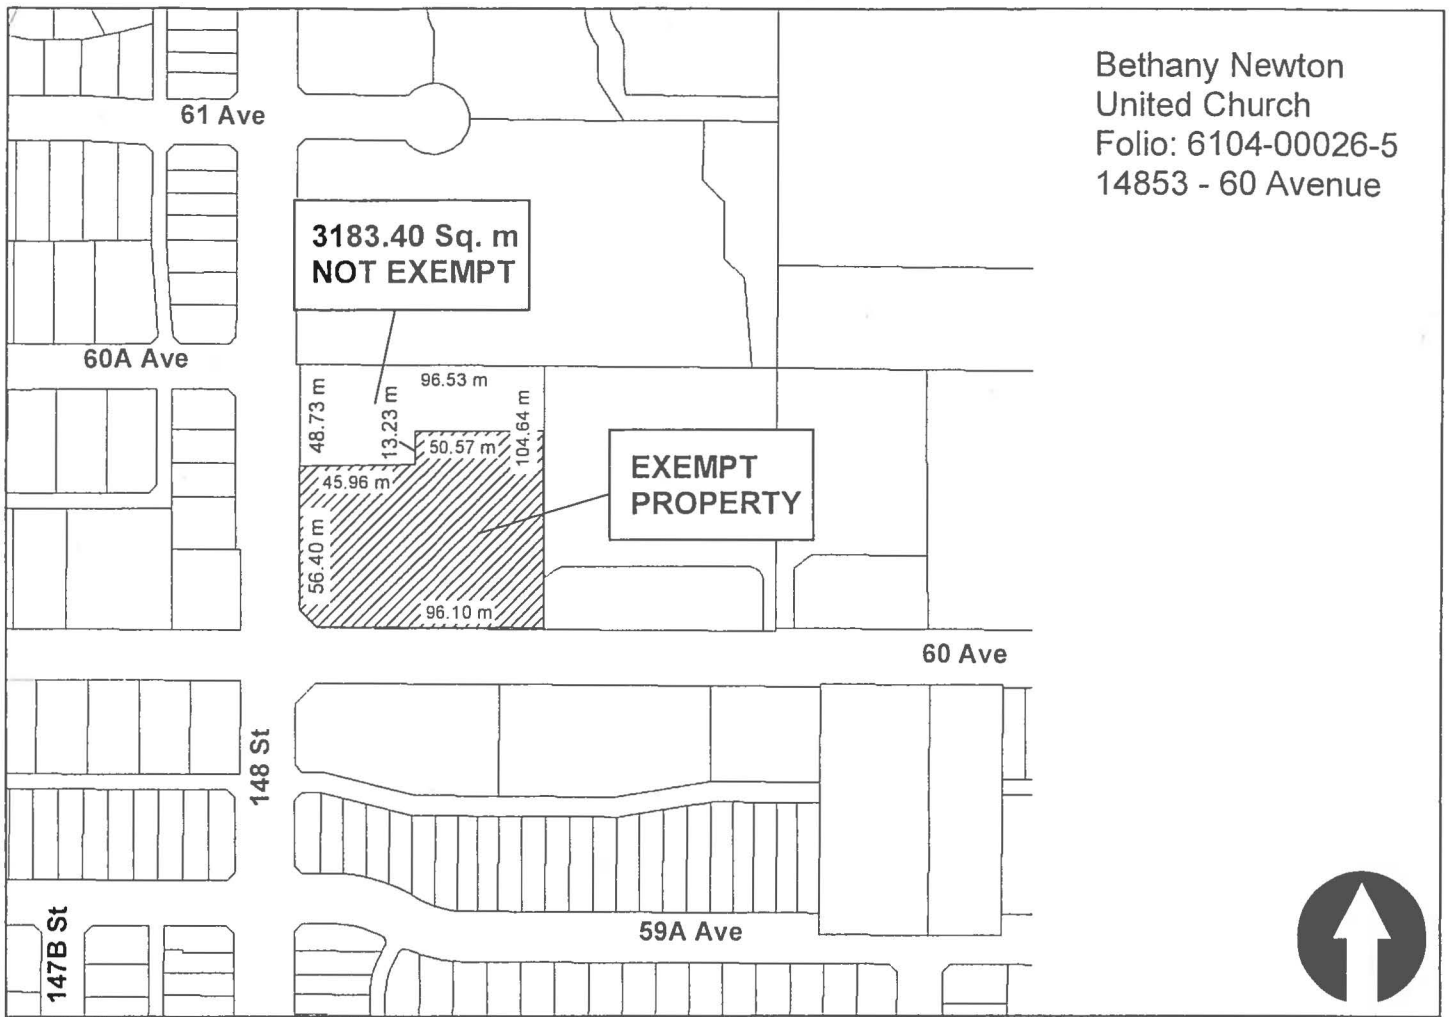 Bethany Newton
United Church
Folio: 6104-00026-5
14853 - 60 Avenue
61 Ave
3183.40 Sq. m
NOT EXEMPT
60A Ave
96.53 m
48.73 m
13.23 m
104.64 m
50.57 m
45.96 m
EXEMPT
PROPERTY
56.40 m
96.10 m
60 Ave
148 St
59A Ave
147B St